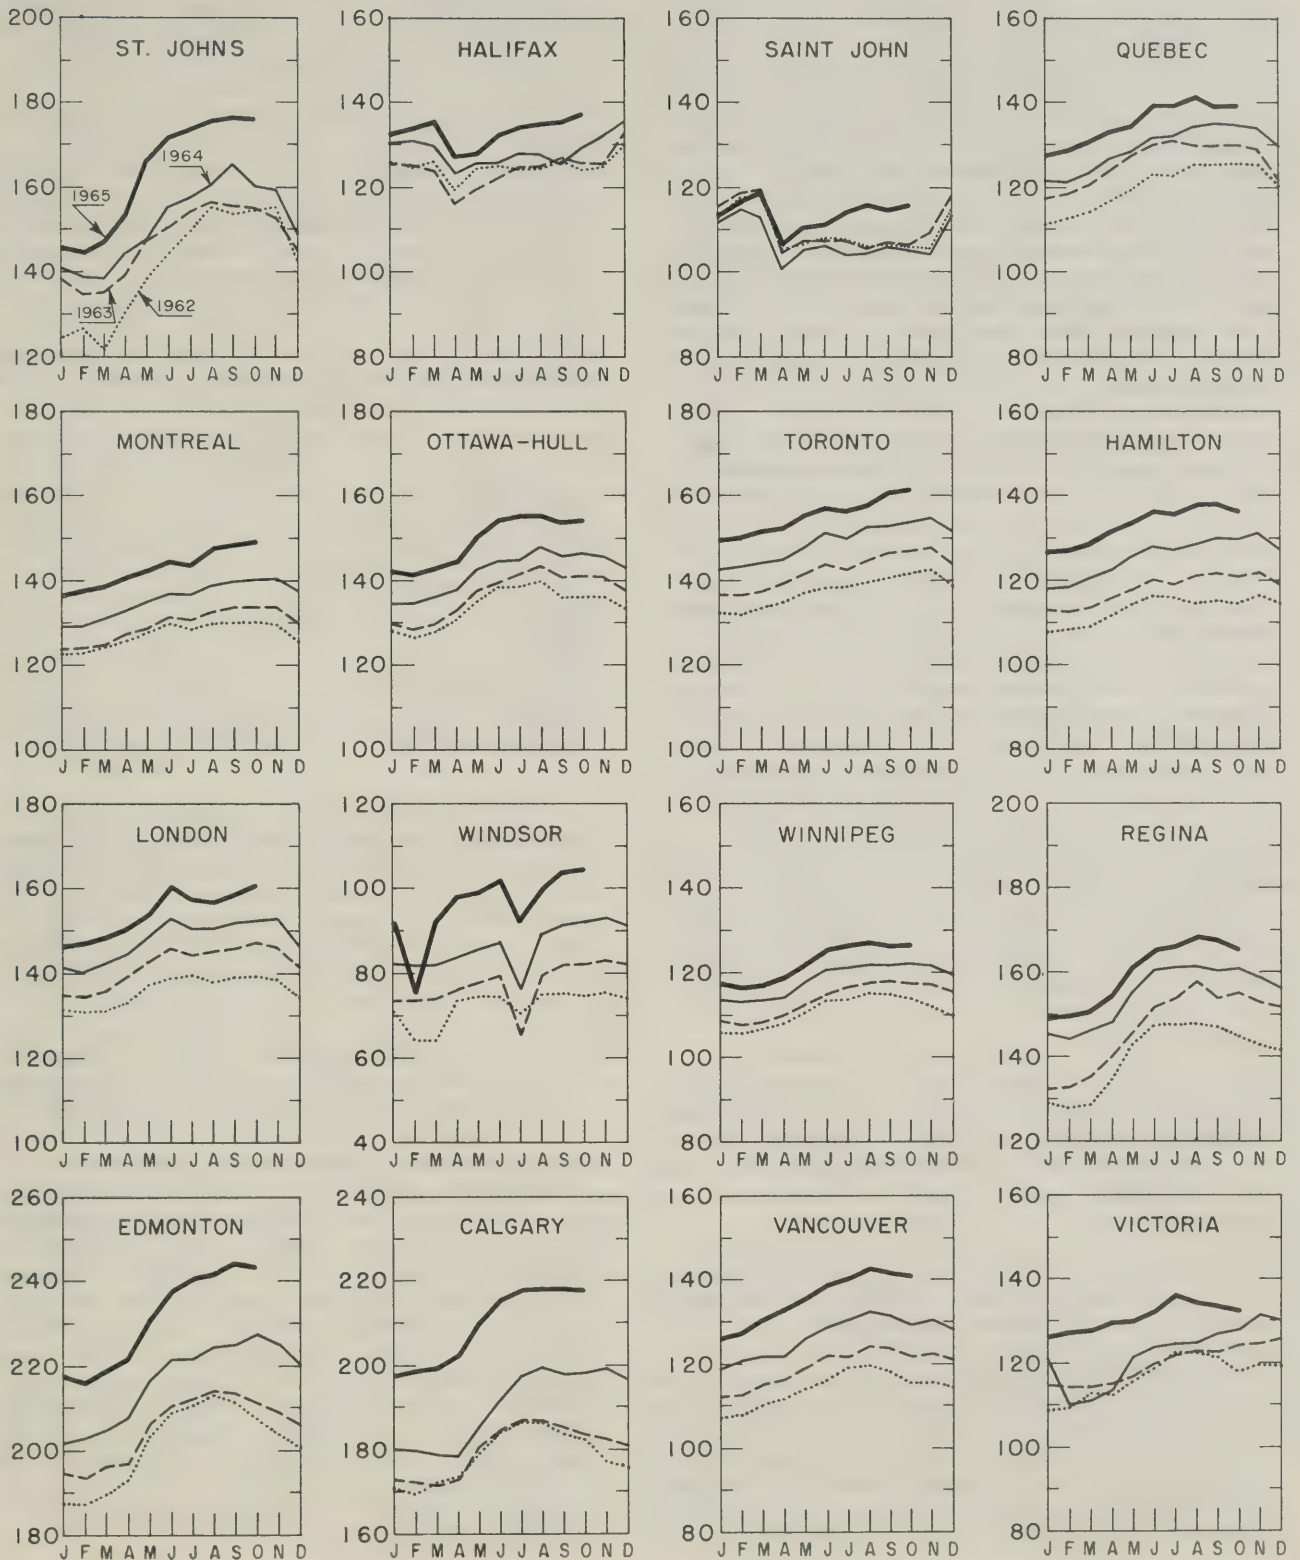 200
180
160
140
120
ST. JOHNS
1964
1965
1963
1962
J F M A M J J A S O N D
160
140
120
100
80
HALIFAX
J F M A M J J A S O N D
160
140
120
100
80
SAINT JOHN
J F M A M J J A S O N D
160
140
120
100
80
QUEBEC
J F M A M J J A S O N D
180
160
140
120
100
MONTREAL
J F M A M J J A S O N D
180
160
140
120
100
OTTAWA-HULL
J F M A M J J A S O N D
180
160
140
120
100
TORONTO
J F M A M J J A S O N D
160
140
120
100
80
HAMILTON
J F M A M J J A S O N D
180
160
140
120
100
LONDON
J F M A M J J A S O N D
120
100
80
60
40
WINDSOR
J F M A M J J A S O N D
160
140
120
100
80
WINNIPEG
J F M A M J J A S O N D
200
180
160
140
120
REGINA
J F M A M J J A S O N D
260
240
220
200
180
EDMONTON
J F M A M J J A S O N D
240
220
200
180
160
CALGARY
J F M A M J J A S O N D
160
140
120
100
80
VANCOUVER
J F M A M J J A S O N D
160
140
120
100
80
VICTORIA
J F M A M J J A S O N D